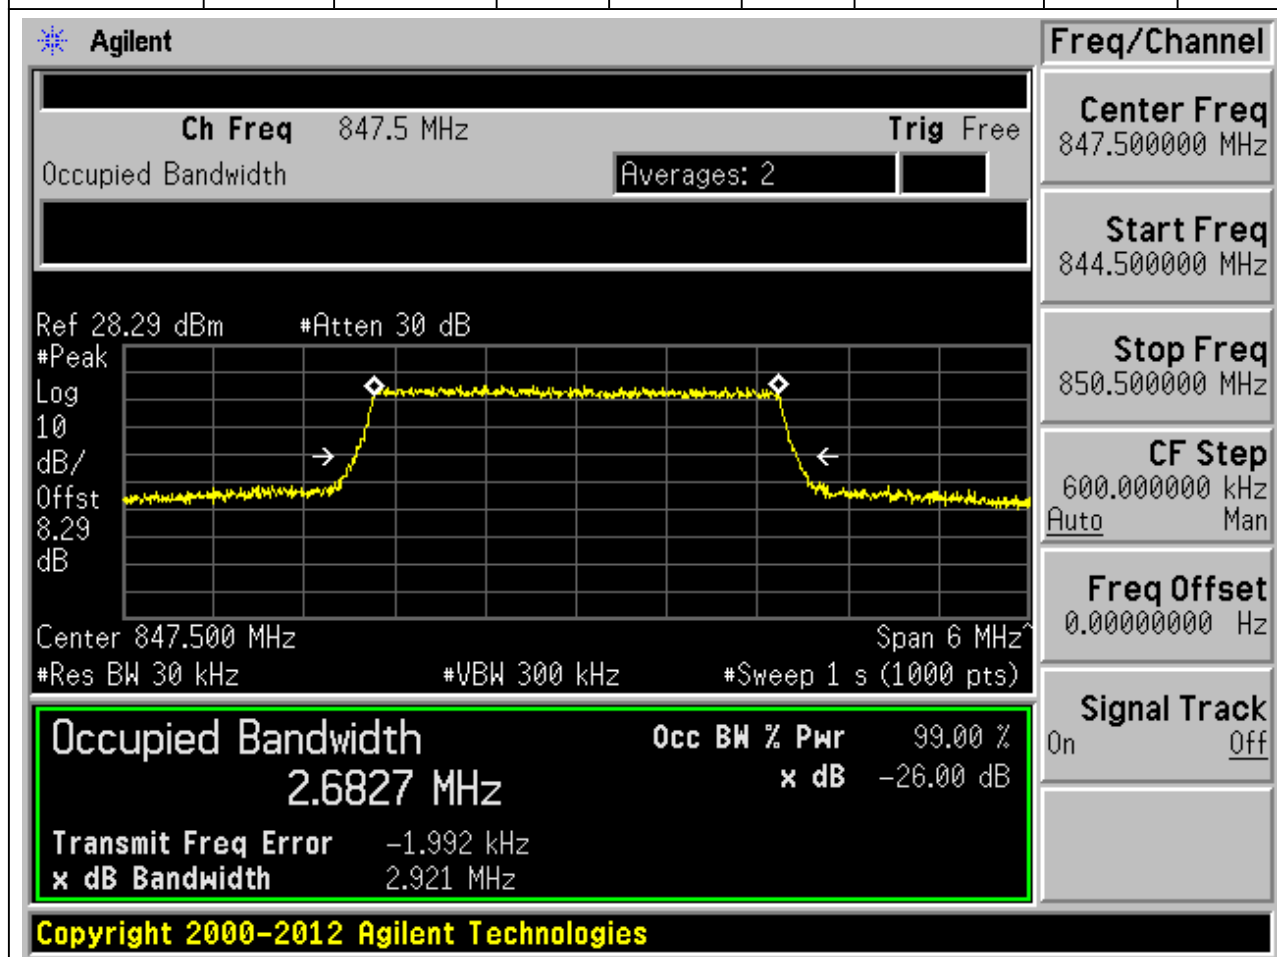 Agilent
Freq/Channel
Ch Freq 847.5 MHz Trig Free
Occupied Bandwidth Averages: 2
Center Freq
847.500000 MHz
Start Freq
844.500000 MHz
Stop Freq
850.500000 MHz
CF Step
600.000000 kHz
Auto Man
Freq Offset
0.00000000 Hz
Signal Track
On Off
Ref 28.29 dBm #Atten 30 dB
#Peak
Log
10
dB/
Offst
8.29
dB
Center 847.500 MHz Span 6 MHz^
#Res BW 30 kHz #VBW 300 kHz #Sweep 1 s (1000 pts)
Occupied Bandwidth Occ BW % Pwr 99.00 %
2.6827 MHz x dB -26.00 dB
Transmit Freq Error -1.992 kHz
x dB Bandwidth 2.921 MHz
Copyright 2000-2012 Agilent Technologies